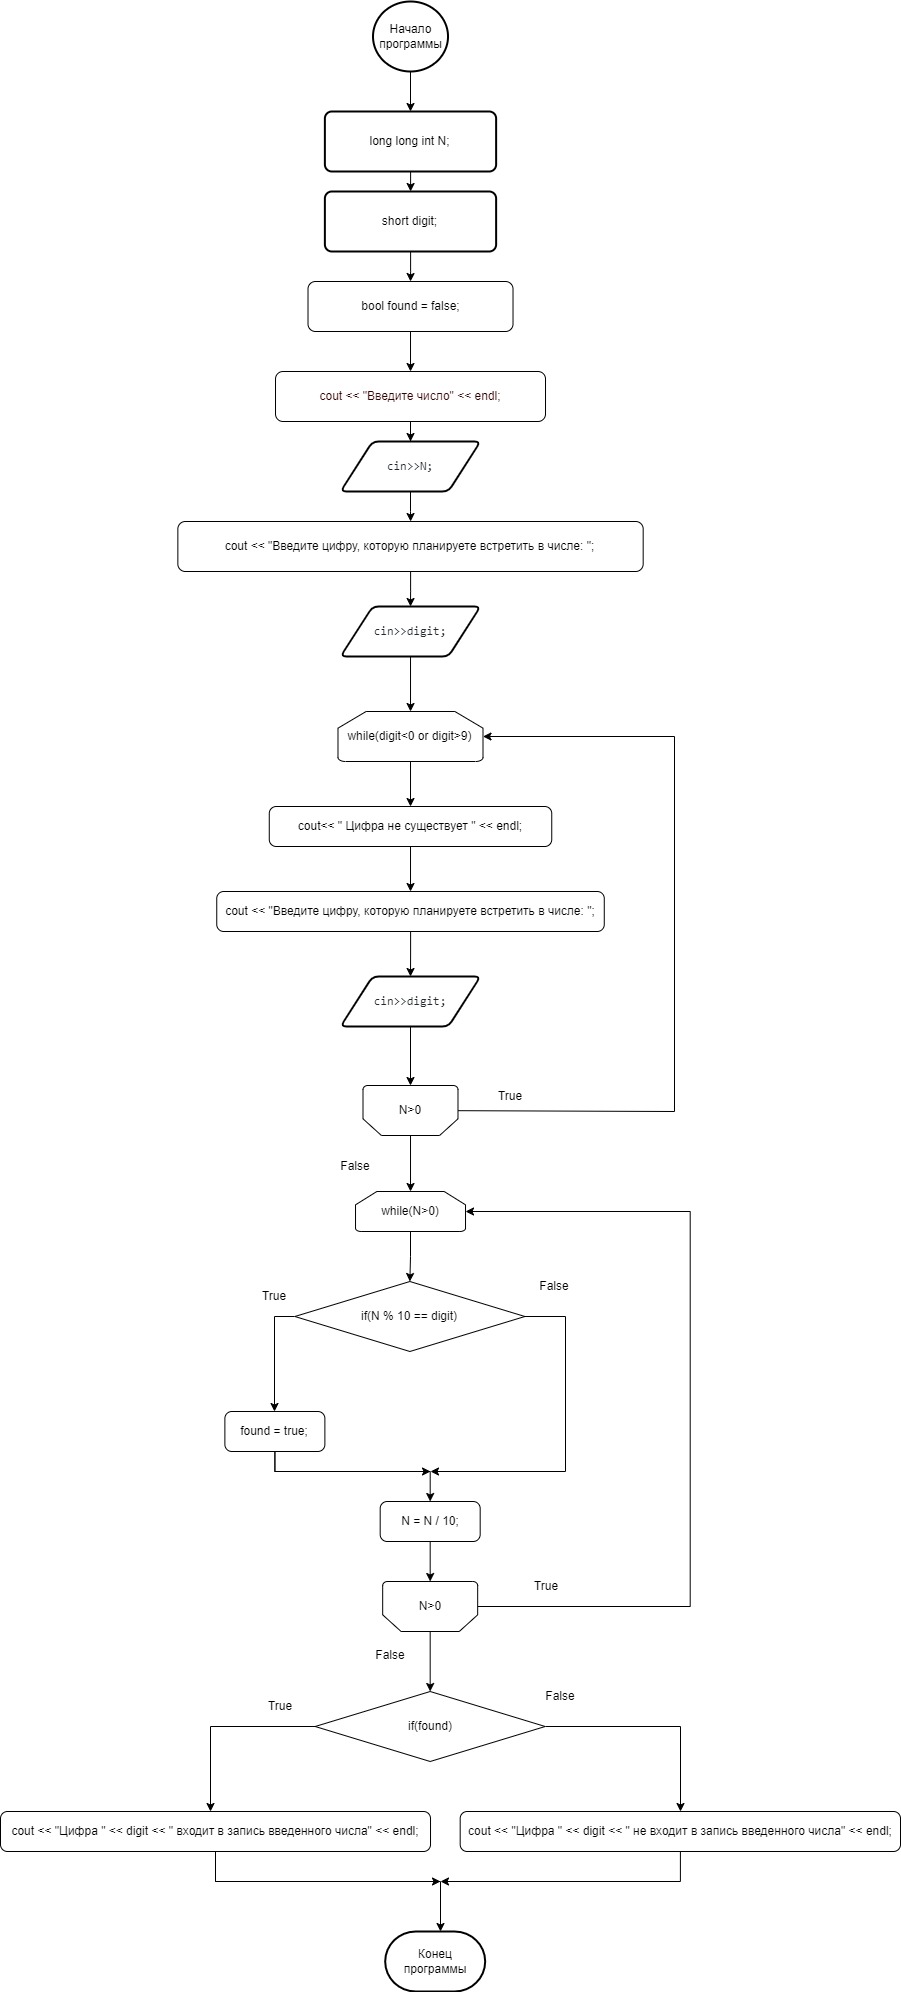 Начало
программы
long long int N;
short digit;
bool found = false;
cout << "Введите число" << endl;
cin>>N;
cout << "Введите цифру, которую планируете встретить в числе: ";
cin>>digit;
while(digit<0 or digit>9)
cout<< " Цифра не существует " << endl;
cout << "Введите цифру, которую планируете встретить в числе: ";
cin>>digit;
N>0
True
False
while(N>0)
True
False
if(N % 10 == digit)
found = true;
N = N / 10;
N>0
True
False
True
False
if(found)
cout << "Цифра " << digit << " входит в запись введенного числа" << endl;
cout << "Цифра " << digit << " не входит в запись введенного числа" << endl;
Конец
программы